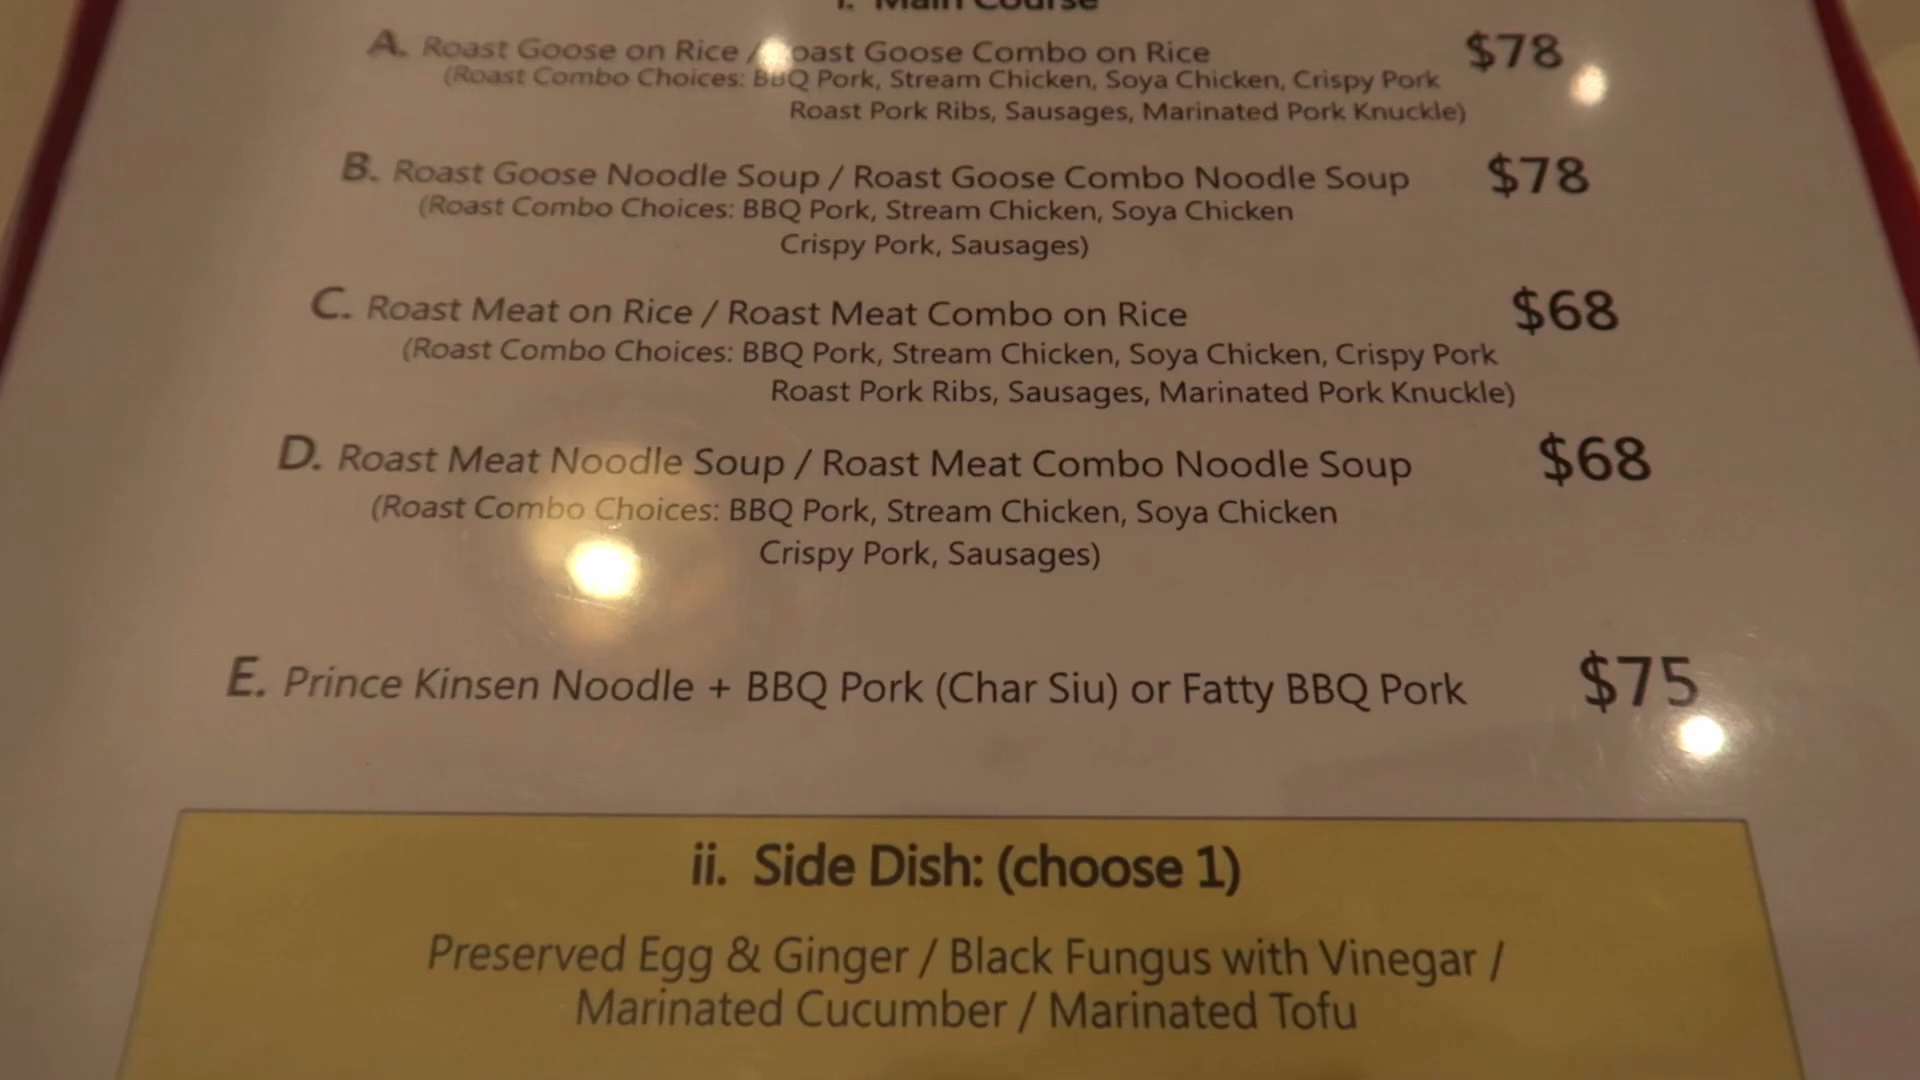 i. Main Course
A. Roast Goose on Rice / Roast Goose Combo on Rice $78
(Roast Combo Choices: BBQ Pork, Stream Chicken, Soya Chicken, Crispy Pork
Roast Pork Ribs, Sausages, Marinated Pork Knuckle)
B. Roast Goose Noodle Soup / Roast Goose Combo Noodle Soup $78
(Roast Combo Choices: BBQ Pork, Stream Chicken, Soya Chicken
Crispy Pork, Sausages)
C. Roast Meat on Rice / Roast Meat Combo on Rice $68
(Roast Combo Choices: BBQ Pork, Stream Chicken, Soya Chicken, Crispy Pork
Roast Pork Ribs, Sausages, Marinated Pork Knuckle)
D. Roast Meat Noodle Soup / Roast Meat Combo Noodle Soup $68
(Roast Combo Choices: BBQ Pork, Stream Chicken, Soya Chicken
Crispy Pork, Sausages)
E. Prince Kinsen Noodle + BBQ Pork (Char Siu) or Fatty BBQ Pork $75
ii. Side Dish: (choose 1)
Preserved Egg & Ginger / Black Fungus with Vinegar /
Marinated Cucumber / Marinated Tofu